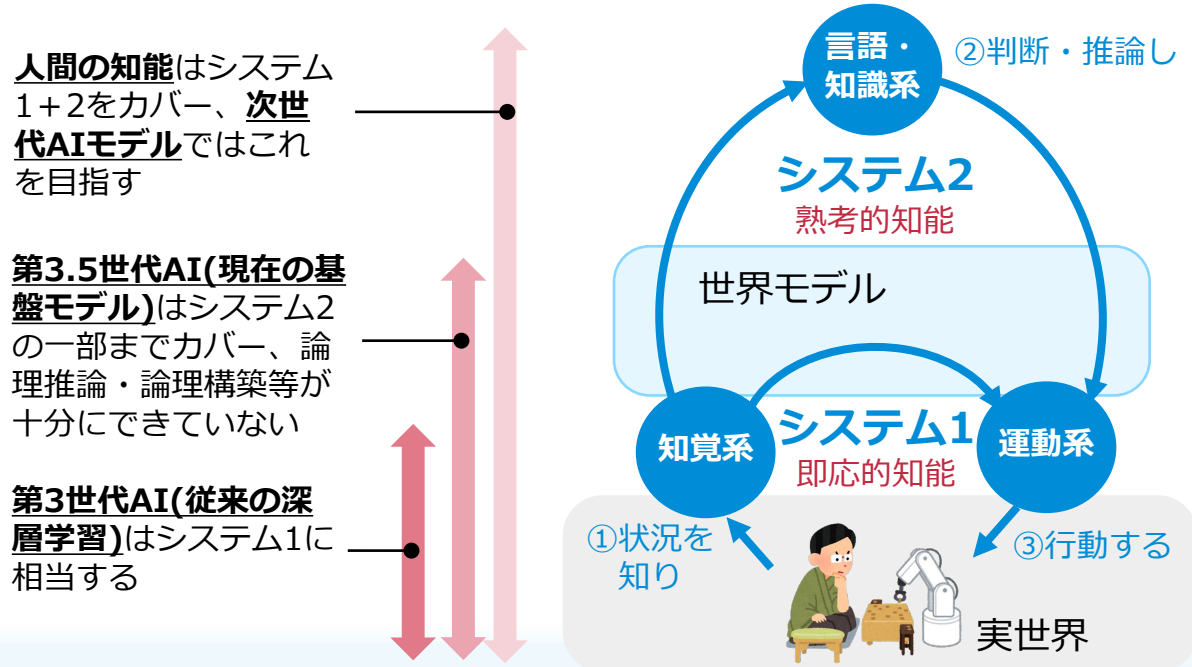 人間の知能はシステム
1＋2をカバー、次世
代AIモデルではこれ
を目指す
第3.5世代AI(現在の基
盤モデル)はシステム2
の一部までカバー、論
理推論・論理構築等が
十分にできていない
第3世代AI(従来の深
層学習)はシステム1に
相当する
言語・
知識系
②判断・推論し
システム2
熟考的知能
世界モデル
知覚系
システム1
即応的知能
運動系
①状況を
知り
③行動する
実世界